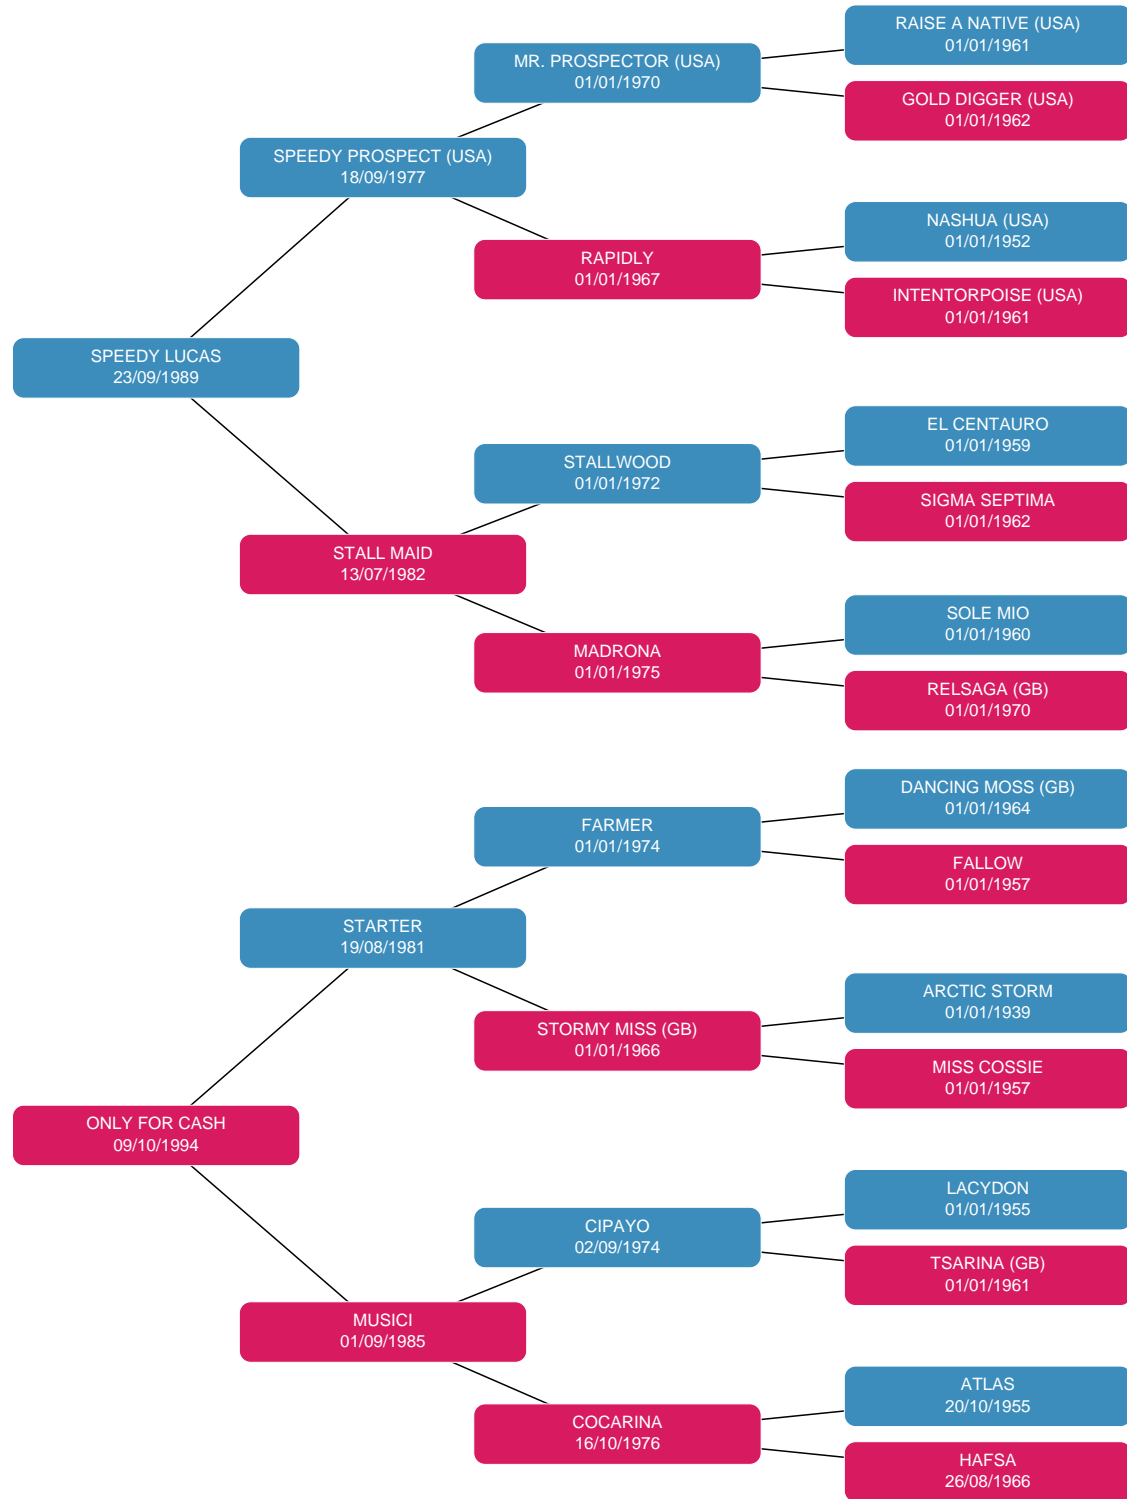 RAISE A NATIVE (USA)
01/01/1961
MR. PROSPECTOR (USA)
01/01/1970
GOLD DIGGER (USA)
01/01/1962
SPEEDY PROSPECT (USA)
18/09/1977
NASHUA (USA)
01/01/1952
RAPIDLY
01/01/1967
INTENTORPOISE (USA)
01/01/1961
SPEEDY LUCAS
23/09/1989
EL CENTAURO
01/01/1959
STALLWOOD
01/01/1972
SIGMA SEPTIMA
01/01/1962
STALL MAID
13/07/1982
SOLE MIO
01/01/1960
MADRONA
01/01/1975
RELSAGA (GB)
01/01/1970
DANCING MOSS (GB)
01/01/1964
FARMER
01/01/1974
FALLOW
01/01/1957
STARTER
19/08/1981
ARCTIC STORM
01/01/1939
STORMY MISS (GB)
01/01/1966
MISS COSSIE
01/01/1957
ONLY FOR CASH
09/10/1994
LACYDON
01/01/1955
CIPAYO
02/09/1974
TSARINA (GB)
01/01/1961
MUSICI
01/09/1985
ATLAS
20/10/1955
COCARINA
16/10/1976
HAFSA
26/08/1966